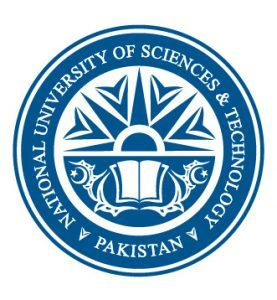 NATIONAL UNIVERSITY OF SCIENCES & TECHNOLOGY
PAKISTAN